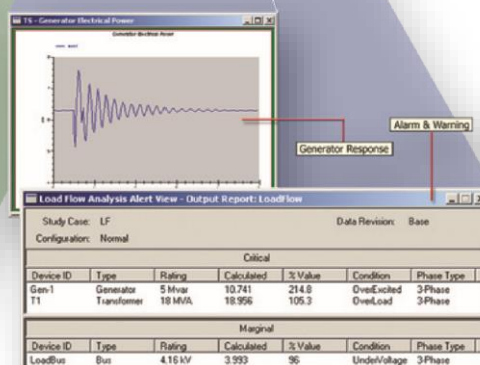 TS - Generator Electrical Power
Generator Electrical Power
Generator Response
Alarm & Warning
Load Flow Analysis Alert View - Output Report: LoadFlow
Study Case: LF Data Revision: Base
Configuration: Normal
Critical
Device ID Type Rating Calculated % Value Condition Phase Type
Gen-1 Generator 5 Mvar 10.741 214.8 OverExcited 3-Phase
T1 Transformer 18 MVA 18.956 105.3 OverLoad 3-Phase
Marginal
Device ID Type Rating Calculated % Value Condition Phase Type
LoadBus Bus 4.16 kV 3.993 96 UnderVoltage 3-Phase